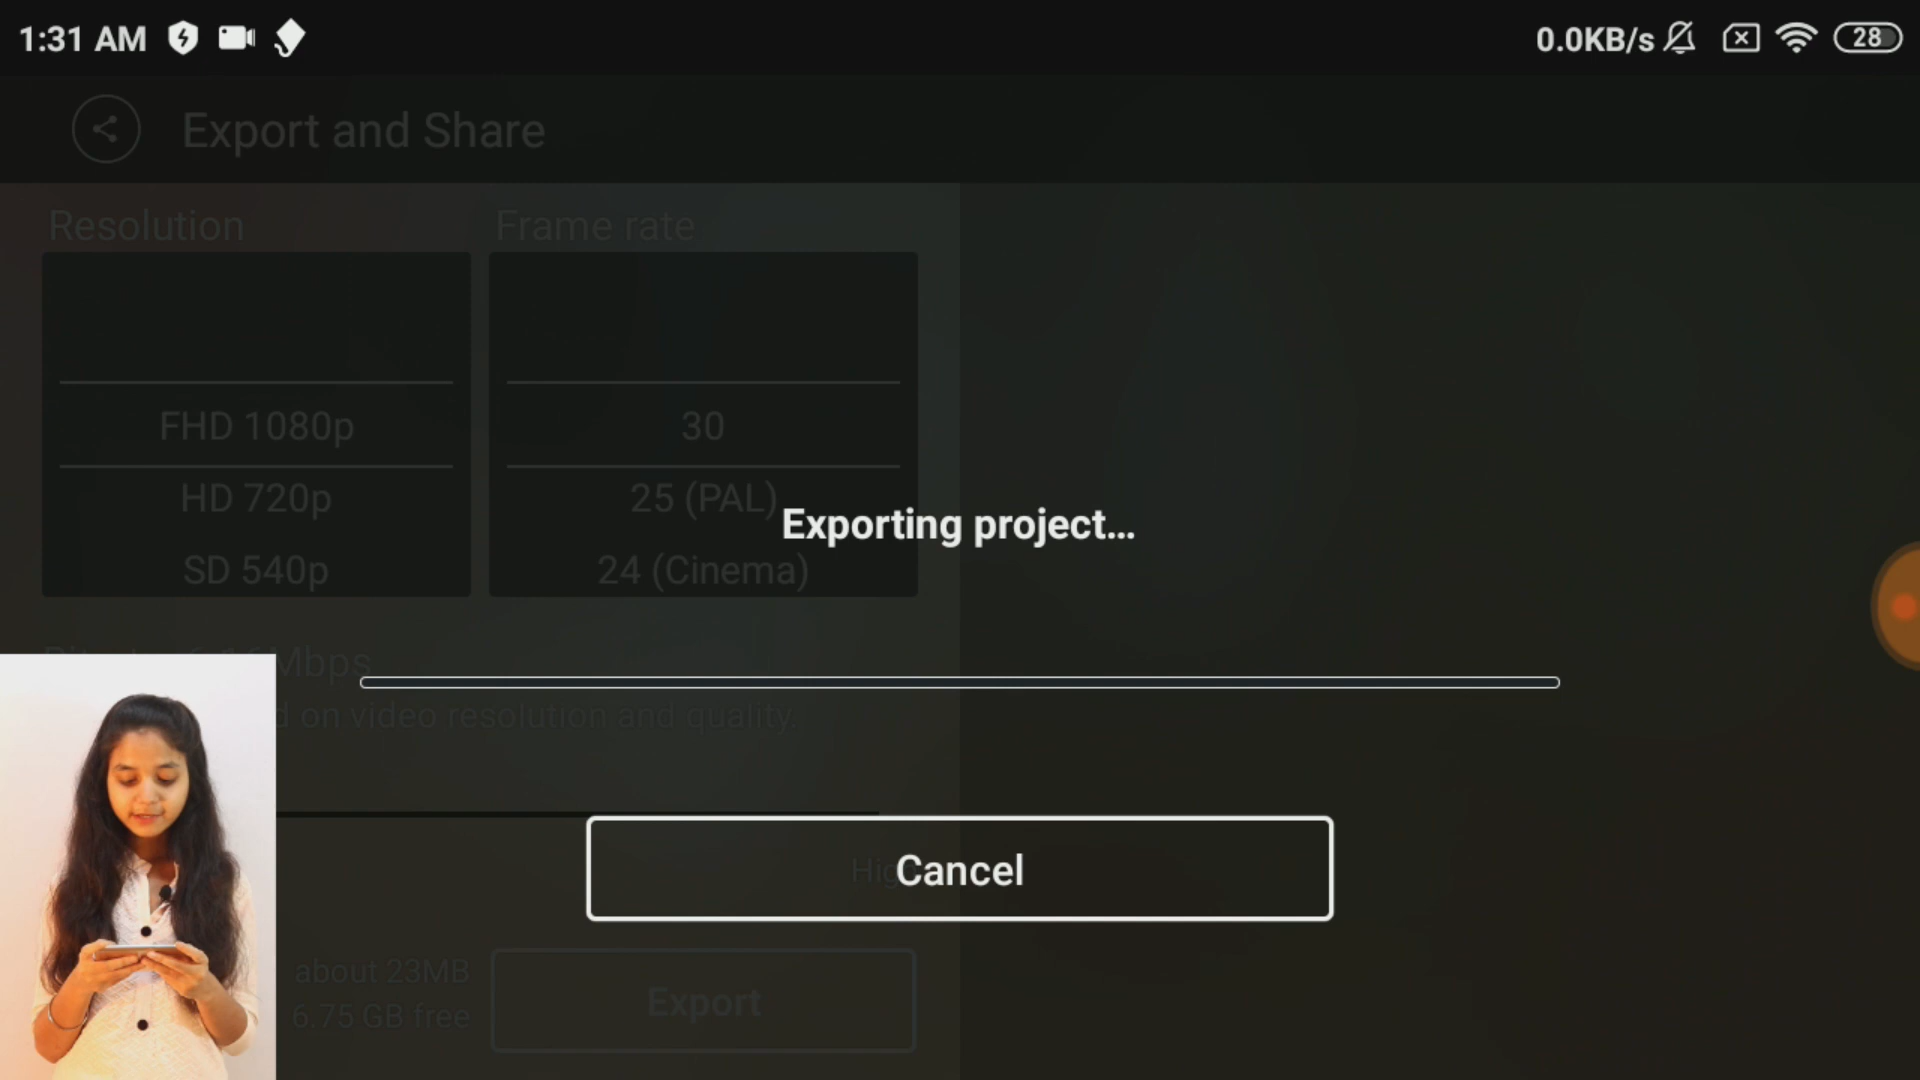 1:31 AM
0.0KB/s
28
Export and Share
Resolution
Frame rate
FHD 1080p
30
HD 720p
25 (PAL)
SD 540p
24 (Cinema)
Exporting project...
Mbps
on video resolution and quality.
Cancel
about 23MB
6.75 GB free
Export